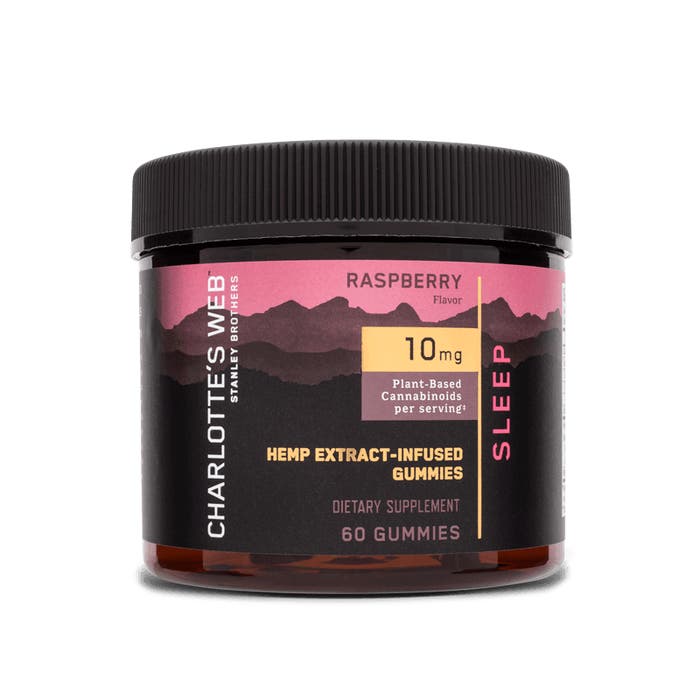 CHARLOTTE'S WEB™
STANLEY BROTHERS
RASPBERRY
Flavor
10mg
Plant-Based
Cannabinoids
per serving‡
HEMP EXTRACT-INFUSED
GUMMIES
DIETARY SUPPLEMENT
60 GUMMIES
SLEEP